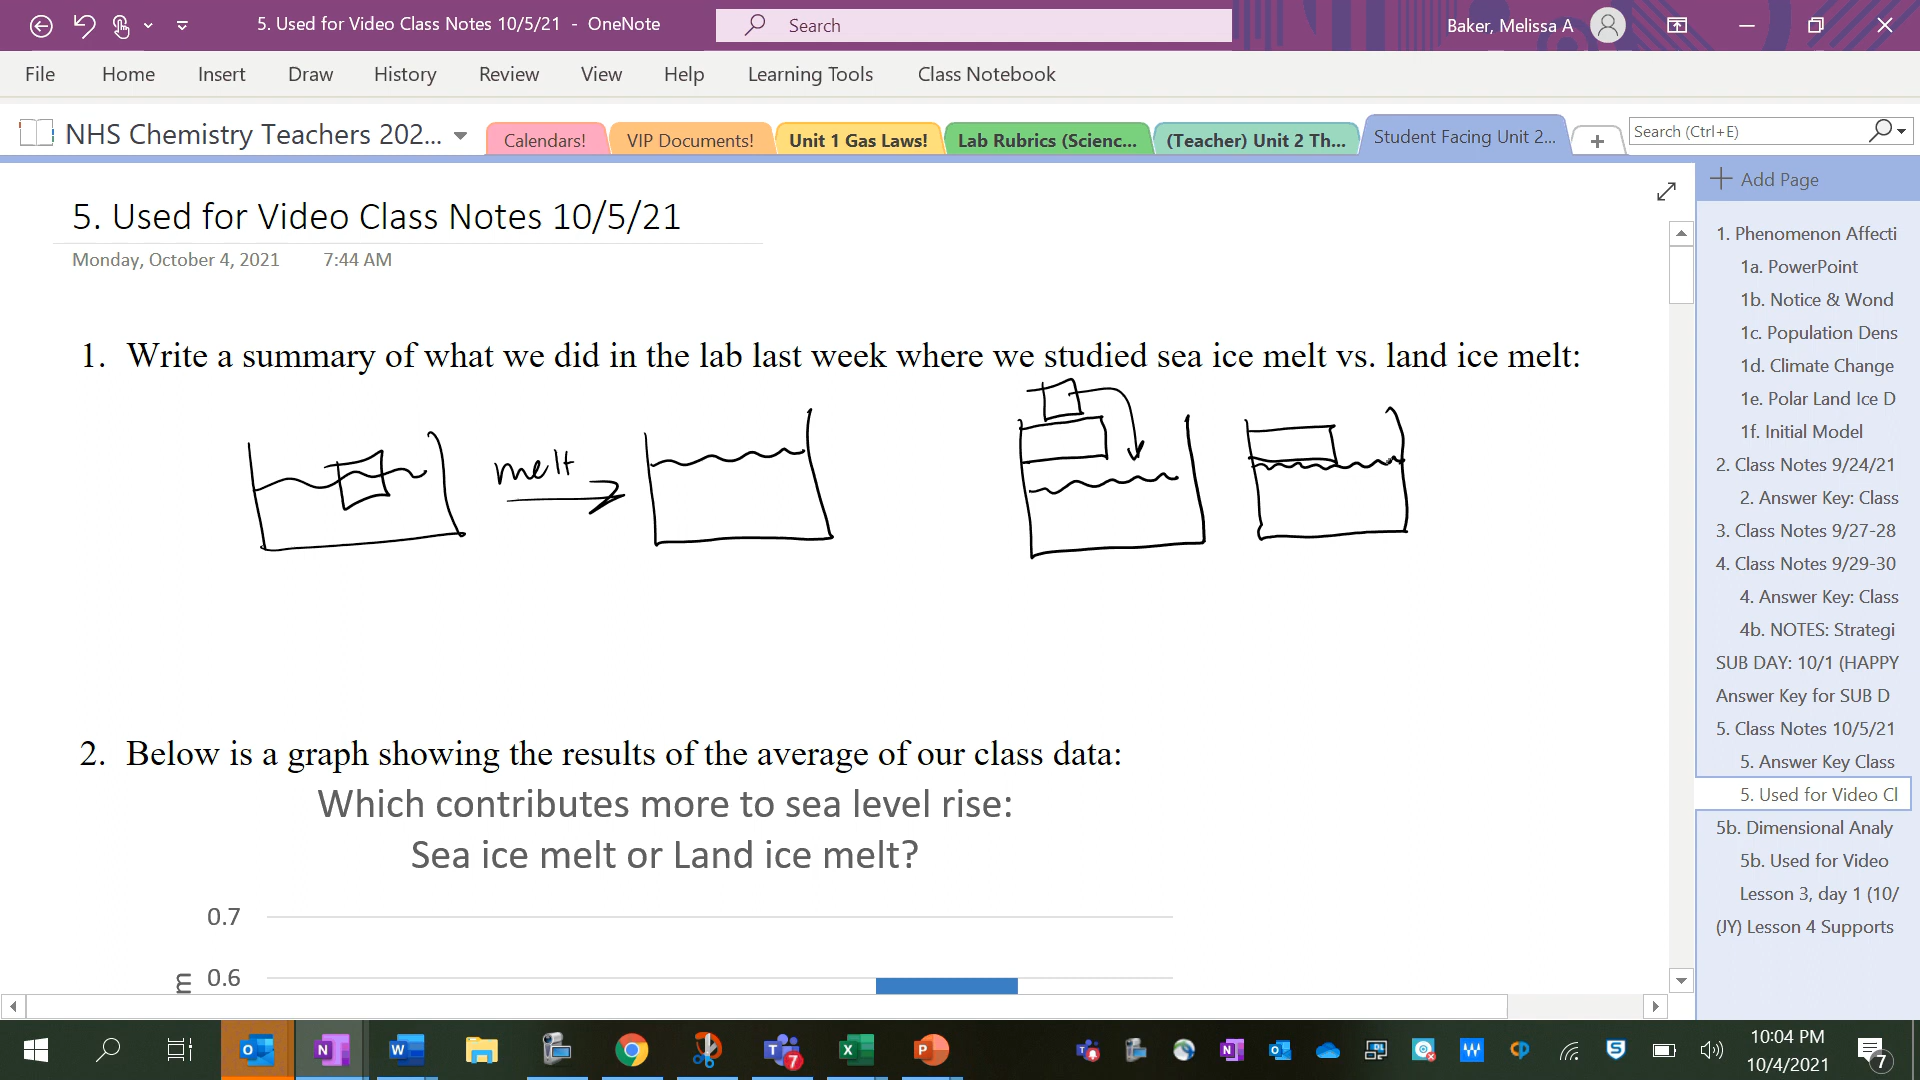 5. Used for Video Class Notes 10/5/21 - OneNote
Search
Baker, Melissa A
File Home Insert Draw History Review View Help Learning Tools Class Notebook
NHS Chemistry Teachers 202...
Calendars! VIP Documents! Unit 1 Gas Laws! Lab Rubrics (Scienc... (Teacher) Unit 2 Th... Student Facing Unit 2...
Search (Ctrl+E)
5. Used for Video Class Notes 10/5/21
Monday, October 4, 2021 7:44 AM
1. Write a summary of what we did in the lab last week where we studied sea ice melt vs. land ice melt:
melt
2. Below is a graph showing the results of the average of our class data:
Which contributes more to sea level rise:
Sea ice melt or Land ice melt?
0.7
0.6
Add Page
1. Phenomenon Affecti
1a. PowerPoint
1b. Notice & Wond
1c. Population Dens
1d. Climate Change
1e. Polar Land Ice D
1f. Initial Model
2. Class Notes 9/24/21
2. Answer Key: Class
3. Class Notes 9/27-28
4. Class Notes 9/29-30
4. Answer Key: Class
4b. NOTES: Strategi
SUB DAY: 10/1 (HAPPY
Answer Key for SUB D
5. Class Notes 10/5/21
5. Answer Key Class
5. Used for Video Cl
5b. Dimensional Analy
5b. Used for Video
Lesson 3, day 1 (10/
(JY) Lesson 4 Supports
10:04 PM
10/4/2021
7
7